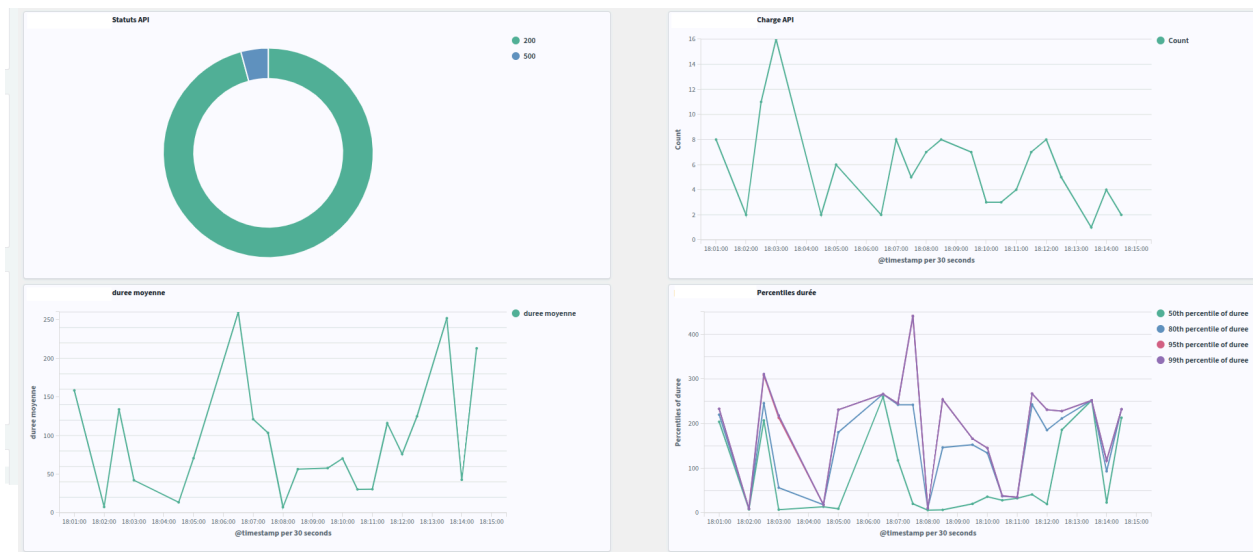 Statuts API
200
500
Charge API
Count
16
14
12
10
8
6
4
2
0
Count
18:01:00 18:02:00 18:03:00 18:04:00 18:05:00 18:06:00 18:07:00 18:08:00 18:09:00 18:10:00 18:11:00 18:12:00 18:13:00 18:14:00 18:15:00
@timestamp per 30 seconds
duree moyenne
duree moyenne
250
200
150
100
50
0
duree moyenne
18:01:00 18:02:00 18:03:00 18:04:00 18:05:00 18:06:00 18:07:00 18:08:00 18:09:00 18:10:00 18:11:00 18:12:00 18:13:00 18:14:00 18:15:00
@timestamp per 30 seconds
Percentiles durée
50th percentile of duree
80th percentile of duree
95th percentile of duree
99th percentile of duree
400
300
200
100
0
Percentiles of duree
18:01:00 18:02:00 18:03:00 18:04:00 18:05:00 18:06:00 18:07:00 18:08:00 18:09:00 18:10:00 18:11:00 18:12:00 18:13:00 18:14:00 18:15:00
@timestamp per 30 seconds